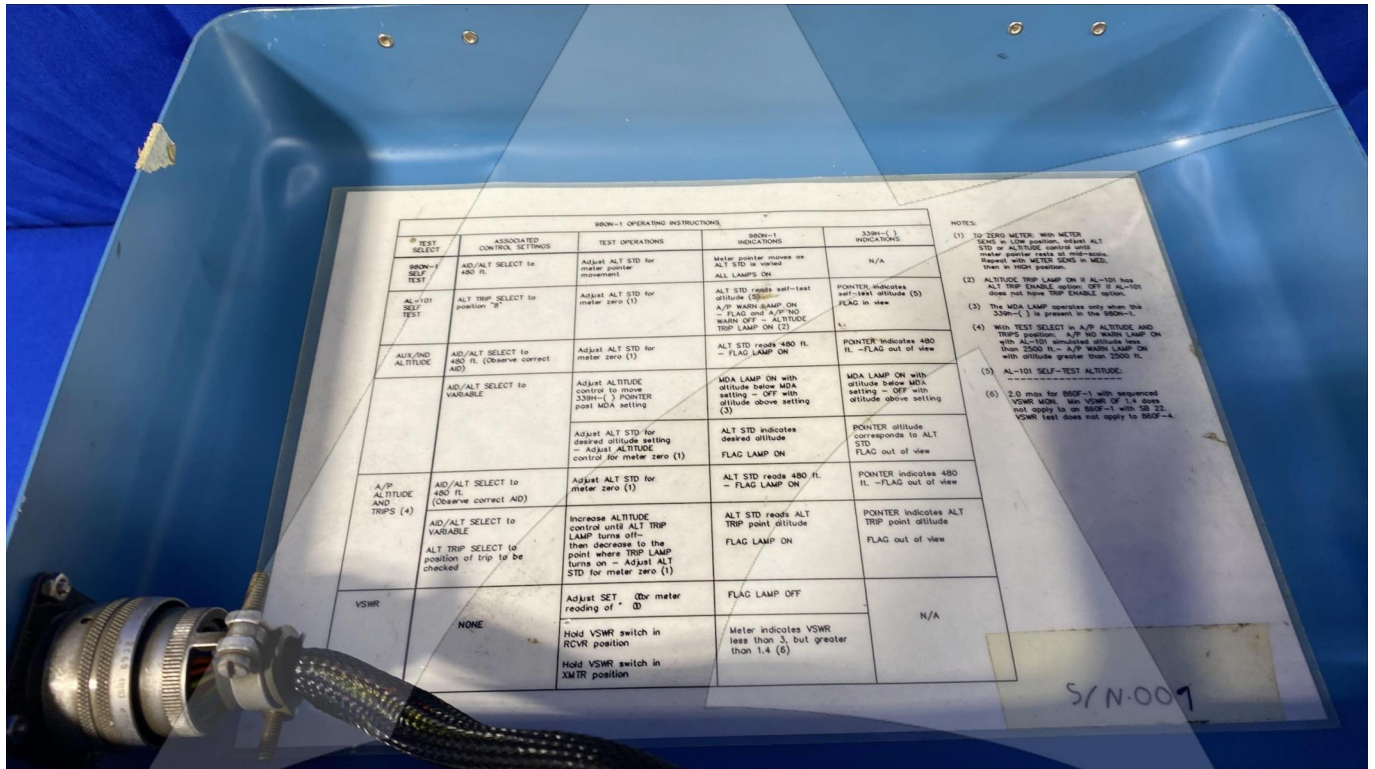 980N-1 OPERATING INSTRUCTIONS
TEST
SELECT
ASSOCIATED
CONTROL SETTINGS
TEST OPERATIONS
980N-1
INDICATIONS
339H-( )
INDICATIONS
980N-1
SELF
TEST
AID/ALT SELECT to
480 ft.
Adjust ALT STD for
meter pointer
movement
Meter pointer moves as
ALT STD is varied
ALL LAMPS ON
N/A
AL-101
SELF
TEST
ALT TRIP SELECT to
position "8"
Adjust ALT STD for
meter zero (1)
ALT STD reads self-test
altitude (5)
A/P WARN LAMP ON
- FLAG and A/P NO
WARN OFF - ALTITUDE
TRIP LAMP ON (2)
POINTER indicates
self-test altitude (5)
FLAG in view
AUX/IND
ALTITUDE
AID/ALT SELECT to
480 ft. (Observe correct
AID)
Adjust ALT STD for
meter zero (1)
ALT STD reads 480 ft.
- FLAG LAMP ON
POINTER indicates 480
ft. -FLAG out of view
AID/ALT SELECT to
VARIABLE
Adjust ALTITUDE
control to move
339H-( ) POINTER
past MDA setting
MDA LAMP ON with
altitude below MDA
setting - OFF with
altitude above setting
(3)
MDA LAMP ON with
altitude below MDA
setting - OFF with
altitude above setting
Adjust ALT STD for
desired altitude setting
- Adjust ALTITUDE
control for meter zero (1)
ALT STD indicates
desired altitude
FLAG LAMP ON
POINTER altitude
corresponds to ALT
STD
FLAG out of view
A/P
ALTITUDE
AND
TRIPS (4)
AID/ALT SELECT to
480 ft.
(Observe correct AID)
Adjust ALT STD for
meter zero (1)
ALT STD reads 480 ft.
- FLAG LAMP ON
POINTER indicates 480
ft. -FLAG out of view
AID/ALT SELECT to
VARIABLE
ALT TRIP SELECT to
position of trip to be
checked
Increase ALTITUDE
control until ALT TRIP
LAMP turns off-
then decrease to the
point where TRIP LAMP
turns on - Adjust ALT
STD for meter zero (1)
ALT STD reads ALT
TRIP point altitude
FLAG LAMP ON
POINTER indicates ALT
TRIP point altitude
FLAG out of view
VSWR
NONE
Adjust SET for meter
reading of "
FLAG LAMP OFF
N/A
Hold VSWR switch in
RCVR position
Hold VSWR switch in
XMTR position
Meter indicates VSWR
less than 3, but greater
than 1.4 (6)
NOTES:
(1) TO ZERO METER: With METER
SENS in LOW position, adjust ALT
STD or ALTITUDE control until
meter pointer rests at mid-scale.
Repeat with METER SENS in MED,
then in HIGH position.
(2) ALTITUDE TRIP LAMP ON if AL-101 has
ALT TRIP ENABLE option. OFF if AL-101
does not have TRIP ENABLE option.
(3) The MDA LAMP operates only when the
339h-( ) is present in the 980N-1.
(4) With TEST SELECT in A/P ALTITUDE AND
TRIPS position: A/P NO WARN LAMP ON
with AL-101 simulated altitude less
than 2500 ft.- A/P WARN LAMP ON
with altitude greater than 2500 ft.
(5) AL-101 SELF-TEST ALTITUDE:
(6) 2.0 max for 860F-1 with sequenced
VSWR MON. Min VSWR OF 1.4 does
not apply to an 860F-1 with SB 22.
VSWR test does not apply to 860F-4.
S/N.009